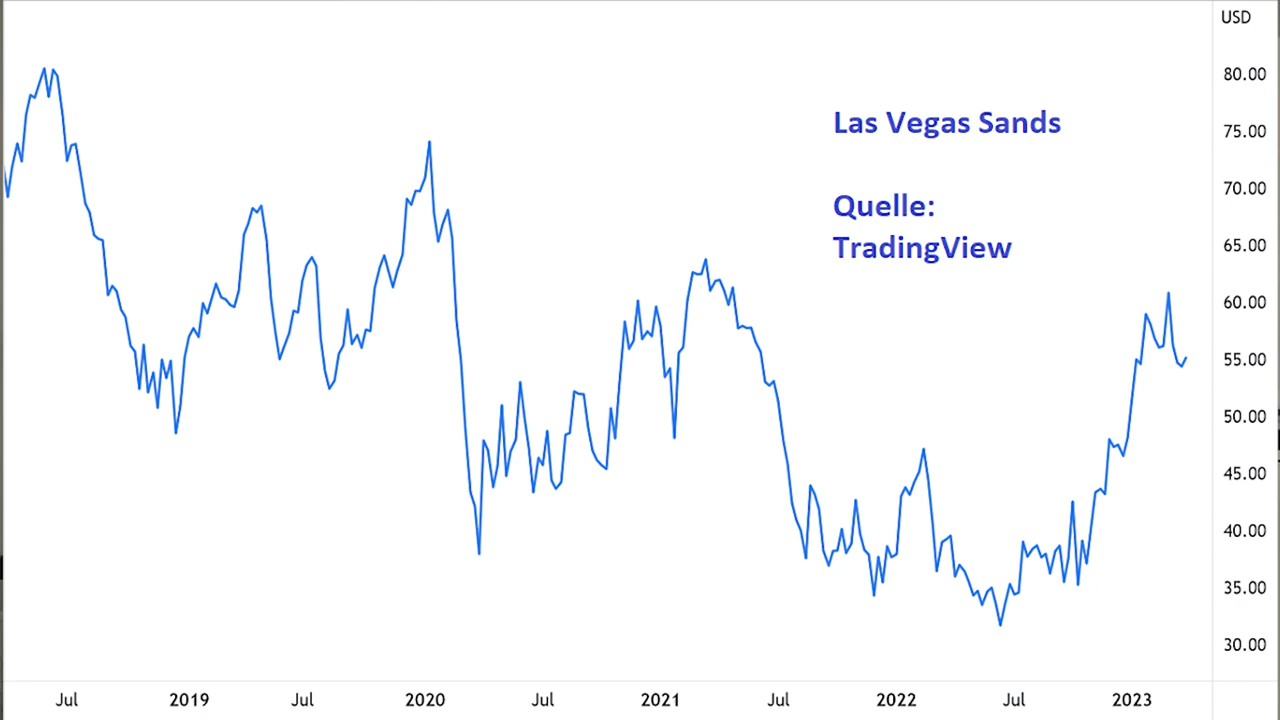 USD
80.00
Las Vegas Sands
75.00
70.00
Quelle:
TradingView
65.00
60.00
55.00
50.00
45.00
40.00
35.00
30.00
Jul 2019 Jul 2020 Jul 2021 Jul 2022 Jul 2023